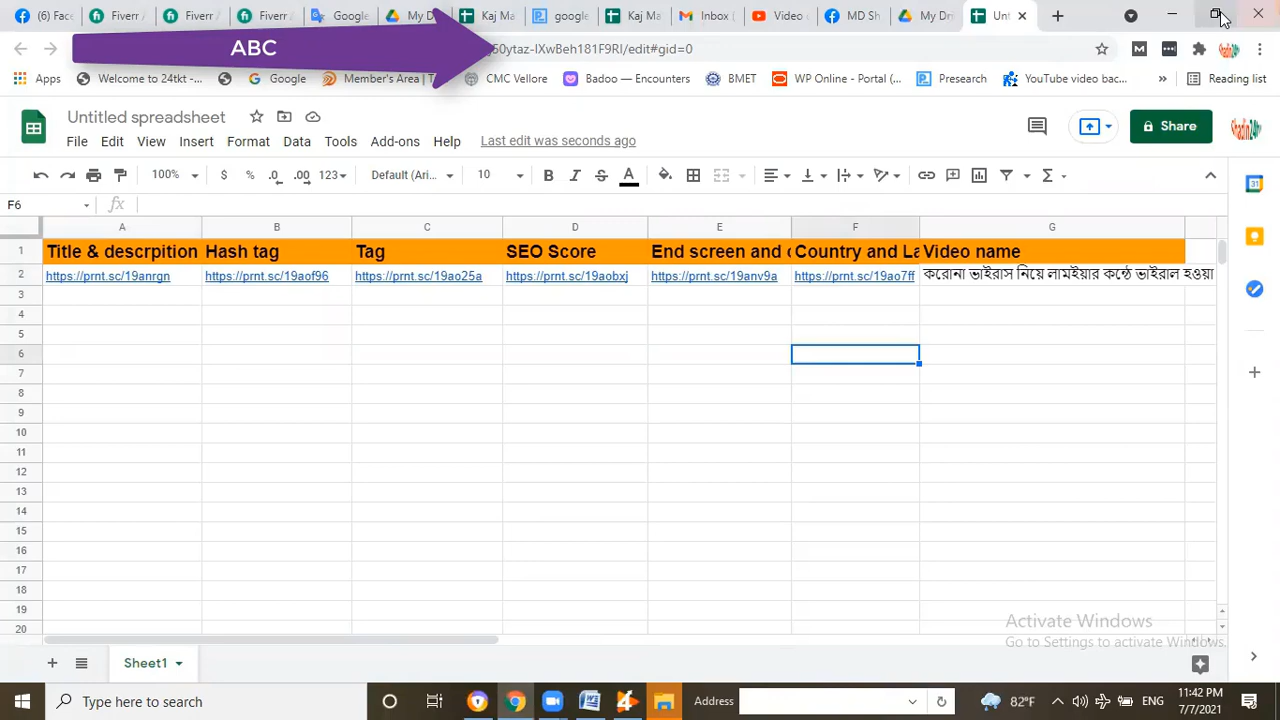 (2) Fac
Fiverr /
Fiverr /
Fiverr /
Google
My D
Kaj Ma
google
Kaj Ma
Inbox (
Video
MD Sh
My Dri
Unt
ABC
50ytaz-IXwBeh181F9RI/edit#gid=0
Apps
Welcome to 24tkt -...
Google
Member's Area | T
CMC Vellore
Badoo — Encounters
BMET
WP Online - Portal (...
Presearch
YouTube video bac...
»
Reading list
Untitled spreadsheet
File Edit View Insert Format Data Tools Add-ons Help Last edit was seconds ago
Share
100% $ % .0 .00 123 Default (Ari... 10 B I S A
F6
fx
A B C D E F G
1 Title & descrpition Hash tag Tag SEO Score End screen and c Country and La Video name
2 https://prnt.sc/19anrgn https://prnt.sc/19aof96 https://prnt.sc/19ao25a https://prnt.sc/19aobxj https://prnt.sc/19anv9a https://prnt.sc/19ao7ff করোনা ভাইরাস নিয়ে লামইয়ার কন্ঠে ভাইরাল হওয়া
3
4
5
6
7
8
9
10
11
12
13
14
15
16
17
18
19
20
Activate Windows
Go to Settings to activate Windows.
Sheet1
Type here to search
Address
82°F
ENG
11:42 PM
7/7/2021